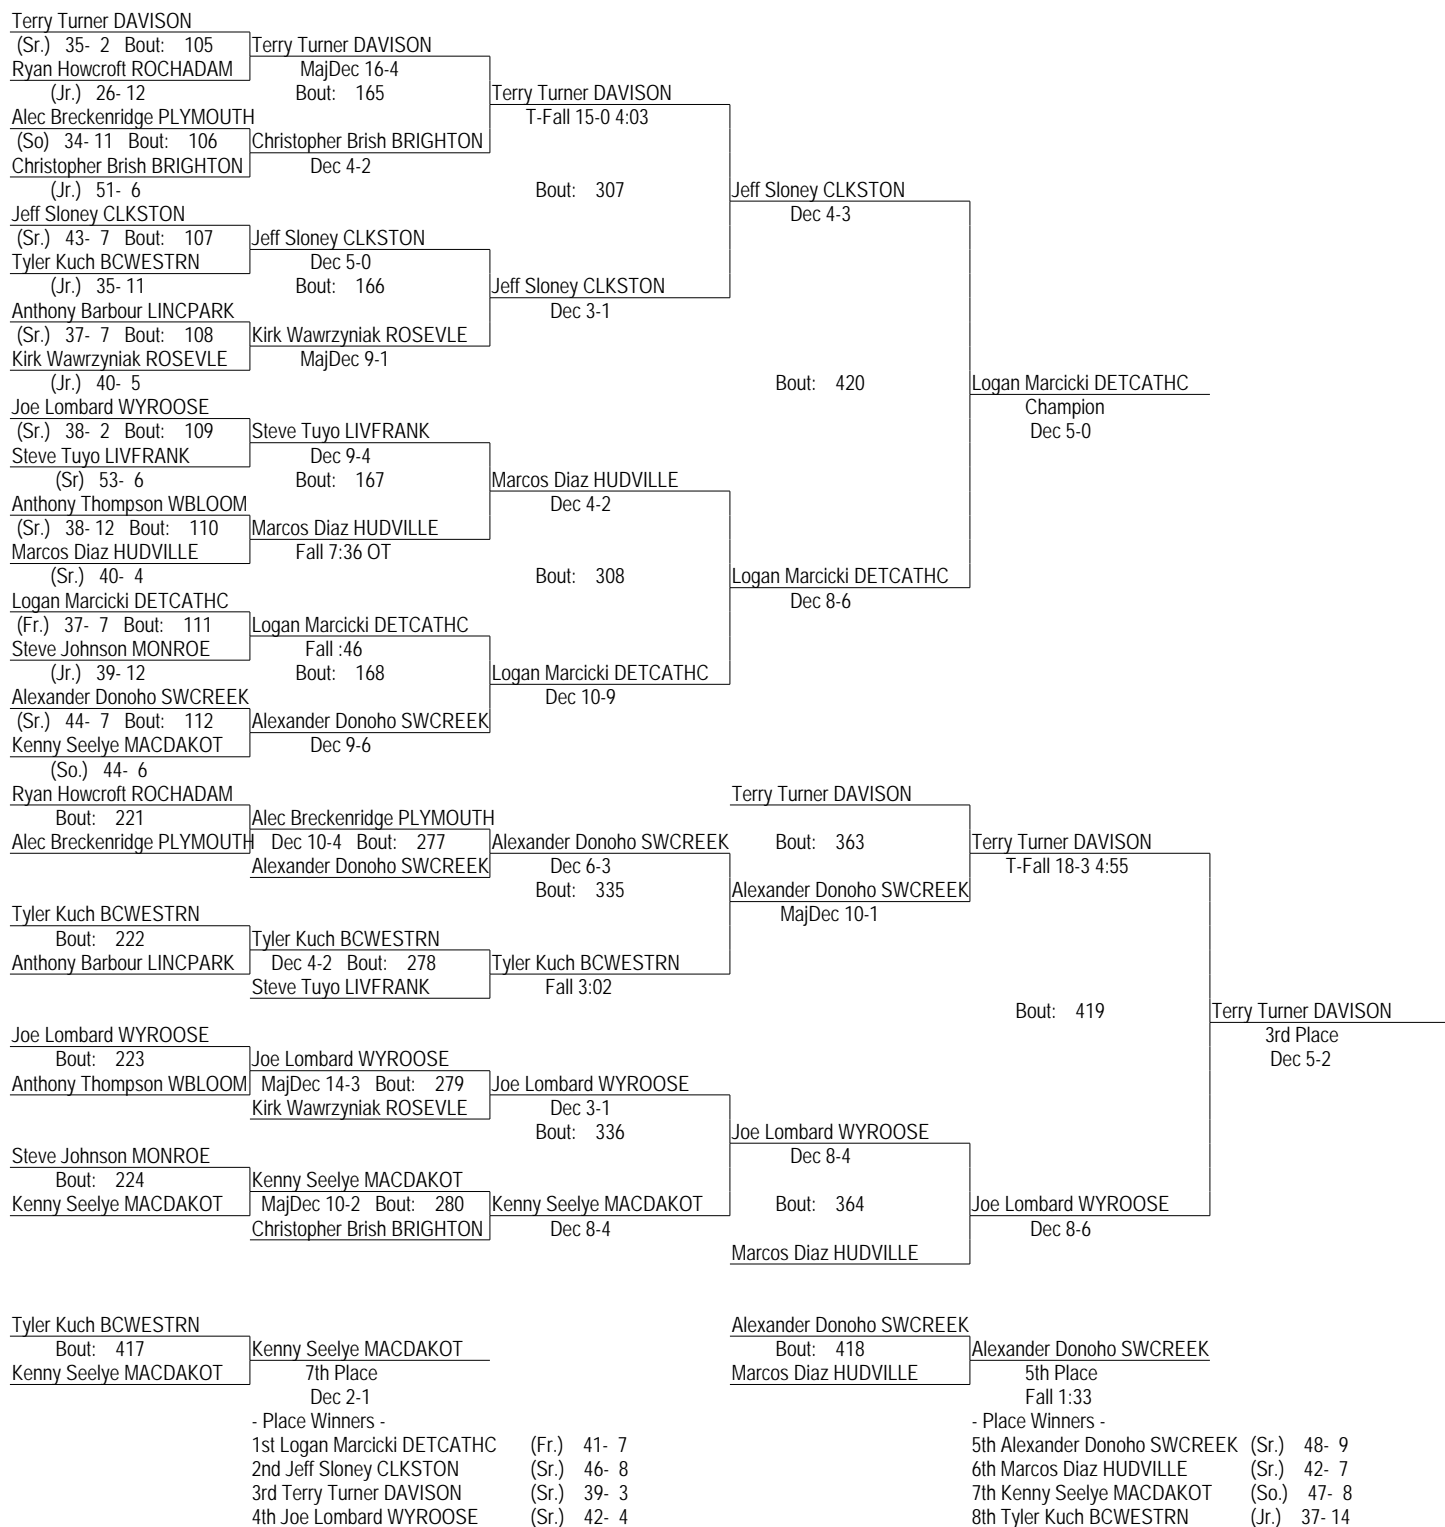 Terry Turner DAVISON
(Sr.) 35- 2 Bout: 105 Terry Turner DAVISON
Ryan Howcroft ROCHADAM MajDec 16-4
(Jr.) 26- 12 Bout: 165 Terry Turner DAVISON
Alec Breckenridge PLYMOUTH T-Fall 15-0 4:03
(So) 34- 11 Bout: 106 Christopher Brish BRIGHTON
Christopher Brish BRIGHTON Dec 4-2
(Jr.) 51- 6 Bout: 307 Jeff Sloney CLKSTON
Jeff Sloney CLKSTON Dec 4-3
(Sr.) 43- 7 Bout: 107 Jeff Sloney CLKSTON
Tyler Kuch BCWESTRN Dec 5-0
(Jr.) 35- 11 Bout: 166 Jeff Sloney CLKSTON
Anthony Barbour LINCPARK Dec 3-1
(Sr.) 37- 7 Bout: 108 Kirk Wawrzyniak ROSEVLE
Kirk Wawrzyniak ROSEVLE MajDec 9-1
(Jr.) 40- 5 Bout: 420 Logan Marcicki DETCATHC
Joe Lombard WYROOSE Champion
(Sr.) 38- 2 Bout: 109 Steve Tuyo LIVFRANK Dec 5-0
Steve Tuyo LIVFRANK Dec 9-4
(Sr) 53- 6 Bout: 167 Marcos Diaz HUDVILLE
Anthony Thompson WBLOOM Dec 4-2
(Sr.) 38- 12 Bout: 110 Marcos Diaz HUDVILLE
Marcos Diaz HUDVILLE Fall 7:36 OT
(Sr.) 40- 4 Bout: 308 Logan Marcicki DETCATHC
Logan Marcicki DETCATHC Dec 8-6
(Fr.) 37- 7 Bout: 111 Logan Marcicki DETCATHC
Steve Johnson MONROE Fall :46
(Jr.) 39- 12 Bout: 168 Logan Marcicki DETCATHC
Alexander Donoho SWCREEK Dec 10-9
(Sr.) 44- 7 Bout: 112 Alexander Donoho SWCREEK
Kenny Seelye MACDAKOT Dec 9-6
(So.) 44- 6
Ryan Howcroft ROCHADAM Terry Turner DAVISON
Bout: 221 Alec Breckenridge PLYMOUTH
Alec Breckenridge PLYMOUTH Dec 10-4 Bout: 277 Alexander Donoho SWCREEK Bout: 363 Terry Turner DAVISON
Alexander Donoho SWCREEK Dec 6-3 T-Fall 18-3 4:55
Bout: 335 Alexander Donoho SWCREEK
Tyler Kuch BCWESTRN MajDec 10-1
Bout: 222 Tyler Kuch BCWESTRN
Anthony Barbour LINCPARK Dec 4-2 Bout: 278 Tyler Kuch BCWESTRN
Steve Tuyo LIVFRANK Fall 3:02
Bout: 419 Terry Turner DAVISON
Joe Lombard WYROOSE 3rd Place
Bout: 223 Joe Lombard WYROOSE Dec 5-2
Anthony Thompson WBLOOM MajDec 14-3 Bout: 279 Joe Lombard WYROOSE
Kirk Wawrzyniak ROSEVLE Dec 3-1
Bout: 336 Joe Lombard WYROOSE
Steve Johnson MONROE Dec 8-4
Bout: 224 Kenny Seelye MACDAKOT
Kenny Seelye MACDAKOT MajDec 10-2 Bout: 280 Kenny Seelye MACDAKOT Bout: 364 Joe Lombard WYROOSE
Christopher Brish BRIGHTON Dec 8-4 Dec 8-6
Marcos Diaz HUDVILLE
Tyler Kuch BCWESTRN Alexander Donoho SWCREEK
Bout: 417 Kenny Seelye MACDAKOT Bout: 418 Alexander Donoho SWCREEK
Kenny Seelye MACDAKOT 7th Place Marcos Diaz HUDVILLE 5th Place
Dec 2-1 Fall 1:33
- Place Winners - - Place Winners -
1st Logan Marcicki DETCATHC (Fr.) 41- 7 5th Alexander Donoho SWCREEK (Sr.) 48- 9
2nd Jeff Sloney CLKSTON (Sr.) 46- 8 6th Marcos Diaz HUDVILLE (Sr.) 42- 7
3rd Terry Turner DAVISON (Sr.) 39- 3 7th Kenny Seelye MACDAKOT (So.) 47- 8
4th Joe Lombard WYROOSE (Sr.) 42- 4 8th Tyler Kuch BCWESTRN (Jr.) 37- 14